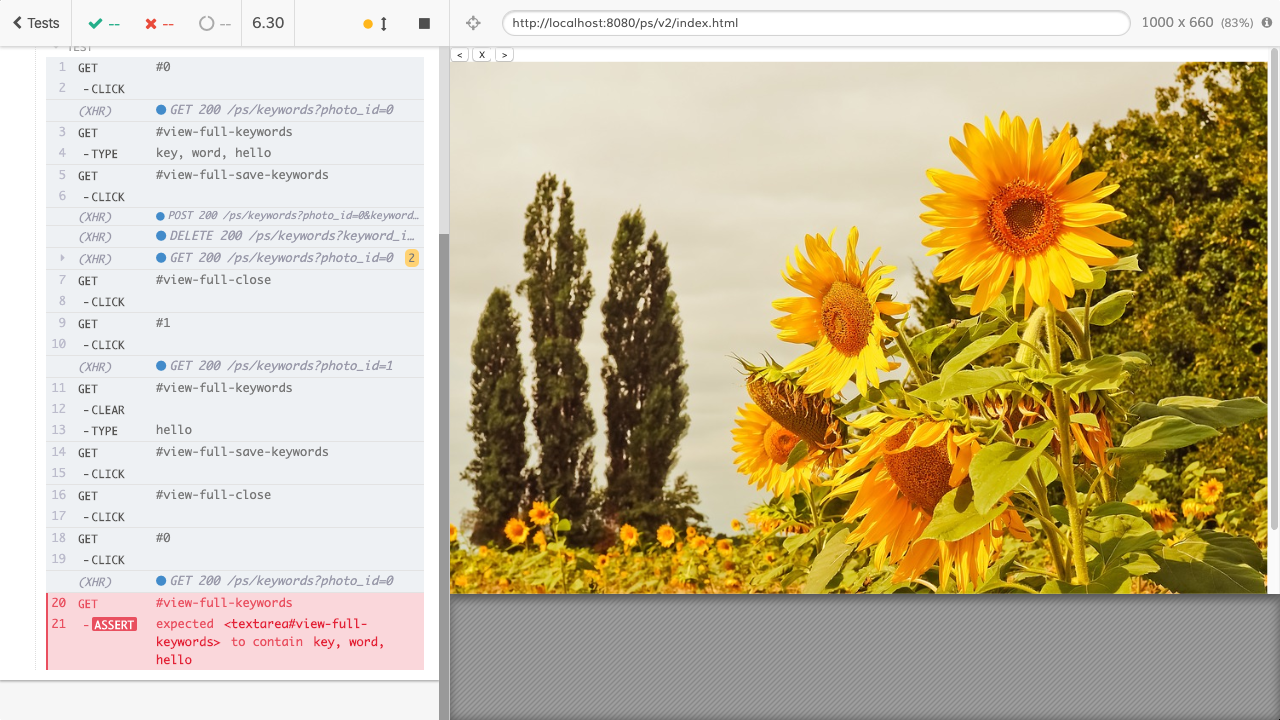 Tests
--
--
--
6.30
http://localhost:8080/ps/v2/index.html
1000 x 660 (83%)
TEST
1 GET #0
2 -CLICK
(XHR) GET 200 /ps/keywords?photo_id=0
3 GET #view-full-keywords
4 -TYPE key, word, hello
5 GET #view-full-save-keywords
6 -CLICK
(XHR) POST 200 /ps/keywords?photo_id=0&keyword…
(XHR) DELETE 200 /ps/keywords?keyword_i…
(XHR) GET 200 /ps/keywords?photo_id=0 2
7 GET #view-full-close
8 -CLICK
9 GET #1
10 -CLICK
(XHR) GET 200 /ps/keywords?photo_id=1
11 GET #view-full-keywords
12 -CLEAR
13 -TYPE hello
14 GET #view-full-save-keywords
15 -CLICK
16 GET #view-full-close
17 -CLICK
18 GET #0
19 -CLICK
(XHR) GET 200 /ps/keywords?photo_id=0
20 GET #view-full-keywords
21 -ASSERT expected <textarea#view-full-
keywords> to contain key, word,
hello
< X >